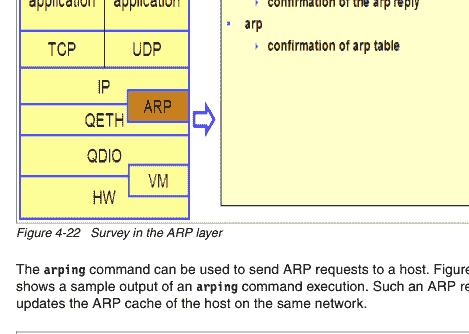 application application
confirmation of the arp reply
arp
confirmation of arp table
TCP UDP
IP
ARP
QETH
QDIO
VM
HW
Figure 4-22 Survey in the ARP layer
The arping command can be used to send ARP requests to a host. Figure
shows a sample output of an arping command execution. Such an ARP re
updates the ARP cache of the host on the same network.